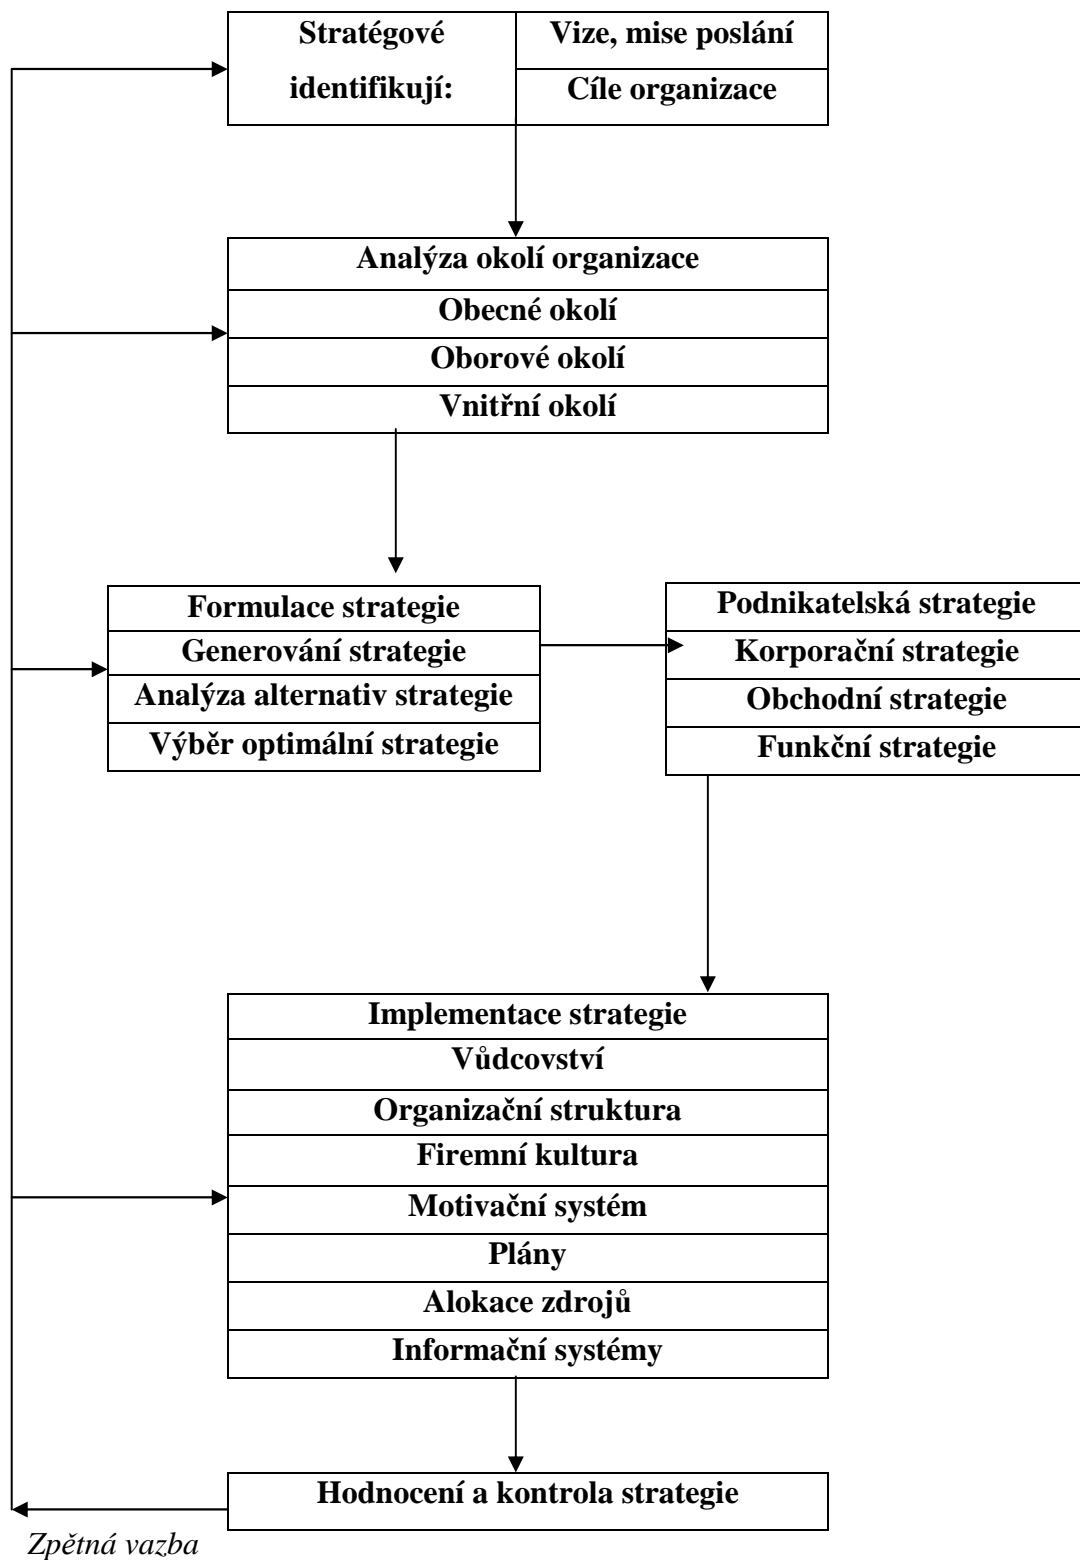 Stratégové
identifikují:
Vize, mise poslání
Cíle organizace
Analýza okolí organizace
Obecné okolí
Oborové okolí
Vnitřní okolí
Formulace strategie
Generování strategie
Analýza alternativ strategie
Výběr optimální strategie
Podnikatelská strategie
Korporační strategie
Obchodní strategie
Funkční strategie
Implementace strategie
Vůdcovství
Organizační struktura
Firemní kultura
Motivační systém
Plány
Alokace zdrojů
Informační systémy
Hodnocení a kontrola strategie
Zpětná vazba